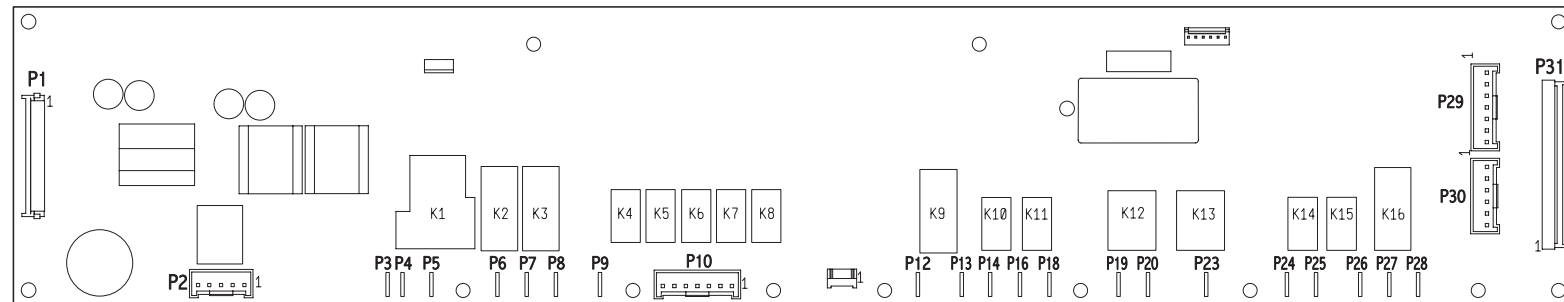 P1
1
P29
1
P31
1
P30
1
K1
K2
K3
K4
K5
K6
K7
K8
K9
K10
K11
K12
K13
K14
K15
K16
P2
1
P3 P4 P5 P6 P7 P8 P9 P10 P12 P13 P14 P16 P18 P19 P20 P23 P24 P25 P26 P27 P28
1
1